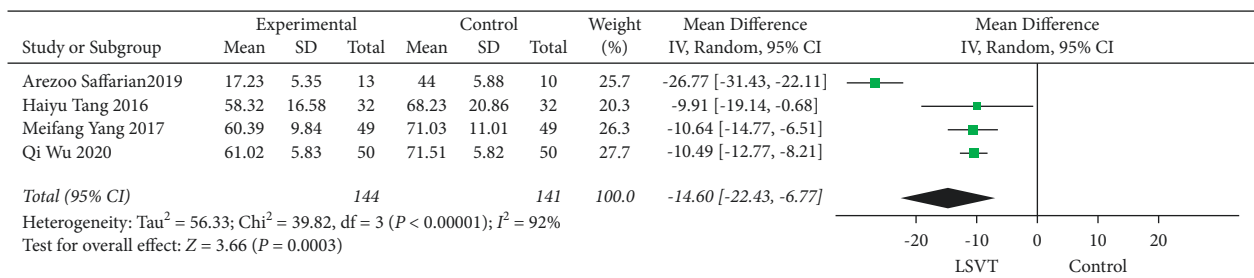 Experimental Control Weight Mean Difference Mean Difference
Study or Subgroup Mean SD Total Mean SD Total (%) IV, Random, 95% CI IV, Random, 95% CI
Arezoo Saffarian2019 17.23 5.35 13 44 5.88 10 25.7 -26.77 [-31.43, -22.11]
Haiyu Tang 2016 58.32 16.58 32 68.23 20.86 32 20.3 -9.91 [-19.14, -0.68]
Meifang Yang 2017 60.39 9.84 49 71.03 11.01 49 26.3 -10.64 [-14.77, -6.51]
Qi Wu 2020 61.02 5.83 50 71.51 5.82 50 27.7 -10.49 [-12.77, -8.21]
Total (95% CI) 144 141 100.0 -14.60 [-22.43, -6.77]
Heterogeneity: Tau² = 56.33; Chi² = 39.82, df = 3 (P < 0.00001); I² = 92%
Test for overall effect: Z = 3.66 (P = 0.0003)
-20 -10 0 10 20
LSVT Control